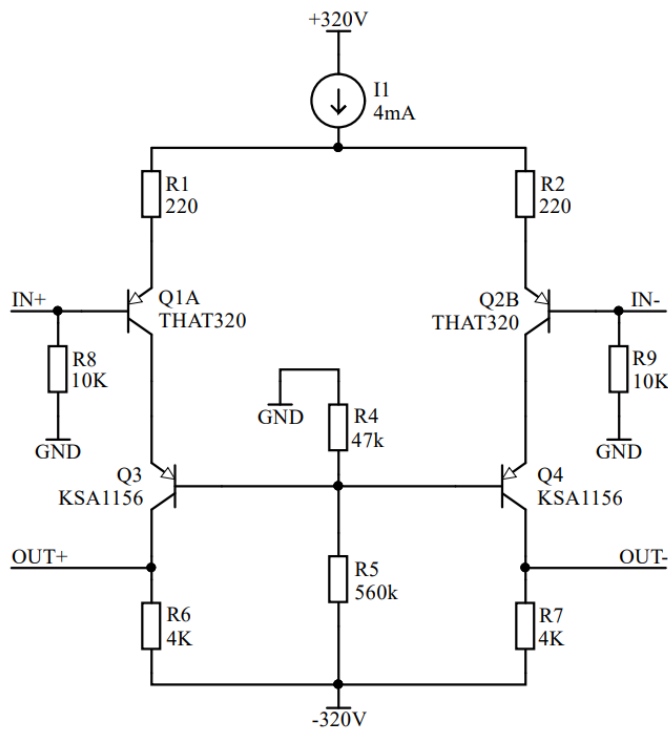 +320V
I1
4mA
R1
220
R2
220
IN+
Q1A
THAT320
Q2B
THAT320
IN-
R8
10K
R9
10K
GND
R4
47k
GND
GND
Q3
KSA1156
Q4
KSA1156
OUT+
OUT-
R5
560k
R6
4K
R7
4K
-320V